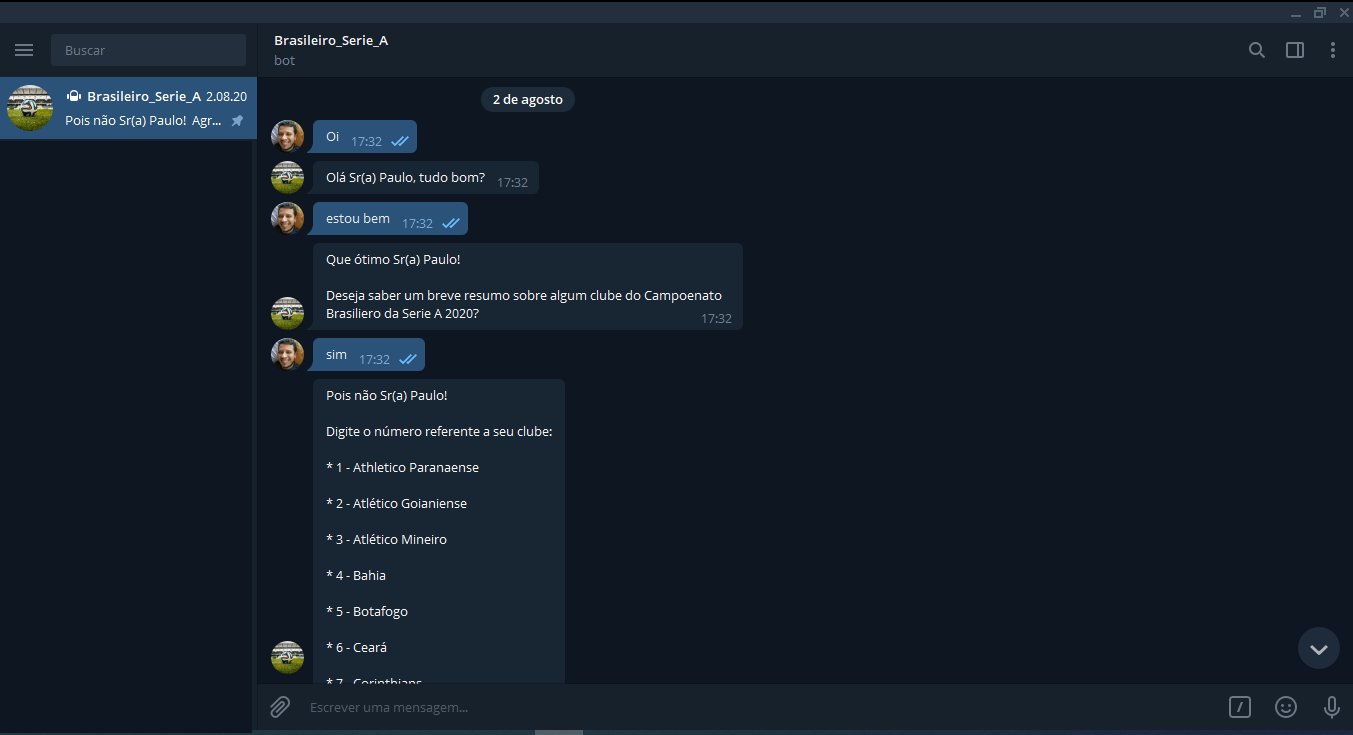 Buscar
Brasileiro_Serie_A
bot
Brasileiro_Serie_A 2.08.20
Pois não Sr(a) Paulo! Agr...
2 de agosto
Oi 17:32
Olá Sr(a) Paulo, tudo bom? 17:32
estou bem 17:32
Que ótimo Sr(a) Paulo!
Deseja saber um breve resumo sobre algum clube do Campoenato
Brasiliero da Serie A 2020?
17:32
sim 17:32
Pois não Sr(a) Paulo!
Digite o número referente a seu clube:
* 1 - Athletico Paranaense
* 2 - Atlético Goianiense
* 3 - Atlético Mineiro
* 4 - Bahia
* 5 - Botafogo
* 6 - Ceará
* 7 - Corinthians
Escrever uma mensagem...